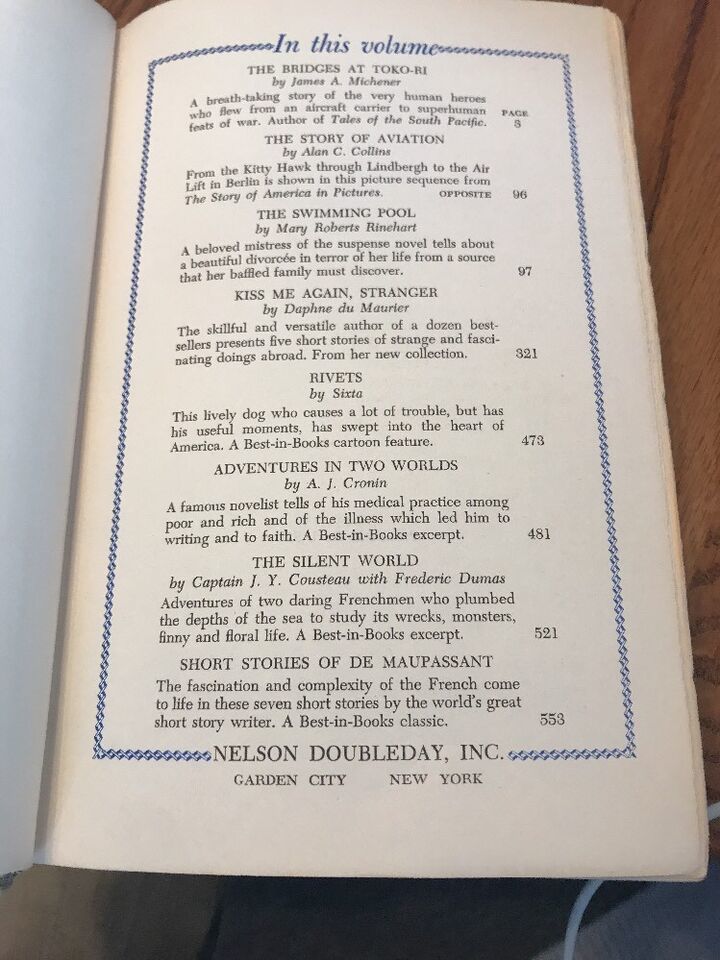 In this volume
THE BRIDGES AT TOKO-RI
by James A. Michener
A breath-taking story of the very human heroes
who flew from an aircraft carrier to superhuman
feats of war. Author of Tales of the South Pacific.
PAGE
3
THE STORY OF AVIATION
by Alan C. Collins
From the Kitty Hawk through Lindbergh to the Air
Lift in Berlin is shown in this picture sequence from
The Story of America in Pictures. OPPOSITE 96
THE SWIMMING POOL
by Mary Roberts Rinehart
A beloved mistress of the suspense novel tells about
a beautiful divorcée in terror of her life from a source
that her baffled family must discover. 97
KISS ME AGAIN, STRANGER
by Daphne du Maurier
The skillful and versatile author of a dozen best-
sellers presents five short stories of strange and fasci-
nating doings abroad. From her new collection. 321
RIVETS
by Sixta
This lively dog who causes a lot of trouble, but has
his useful moments, has swept into the heart of
America. A Best-in-Books cartoon feature. 473
ADVENTURES IN TWO WORLDS
by A. J. Cronin
A famous novelist tells of his medical practice among
poor and rich and of the illness which led him to
writing and to faith. A Best-in-Books excerpt. 481
THE SILENT WORLD
by Captain J. Y. Cousteau with Frederic Dumas
Adventures of two daring Frenchmen who plumbed
the depths of the sea to study its wrecks, monsters,
finny and floral life. A Best-in-Books excerpt. 521
SHORT STORIES OF DE MAUPASSANT
The fascination and complexity of the French come
to life in these seven short stories by the world's great
short story writer. A Best-in-Books classic. 553
NELSON DOUBLEDAY, INC.
GARDEN CITY NEW YORK